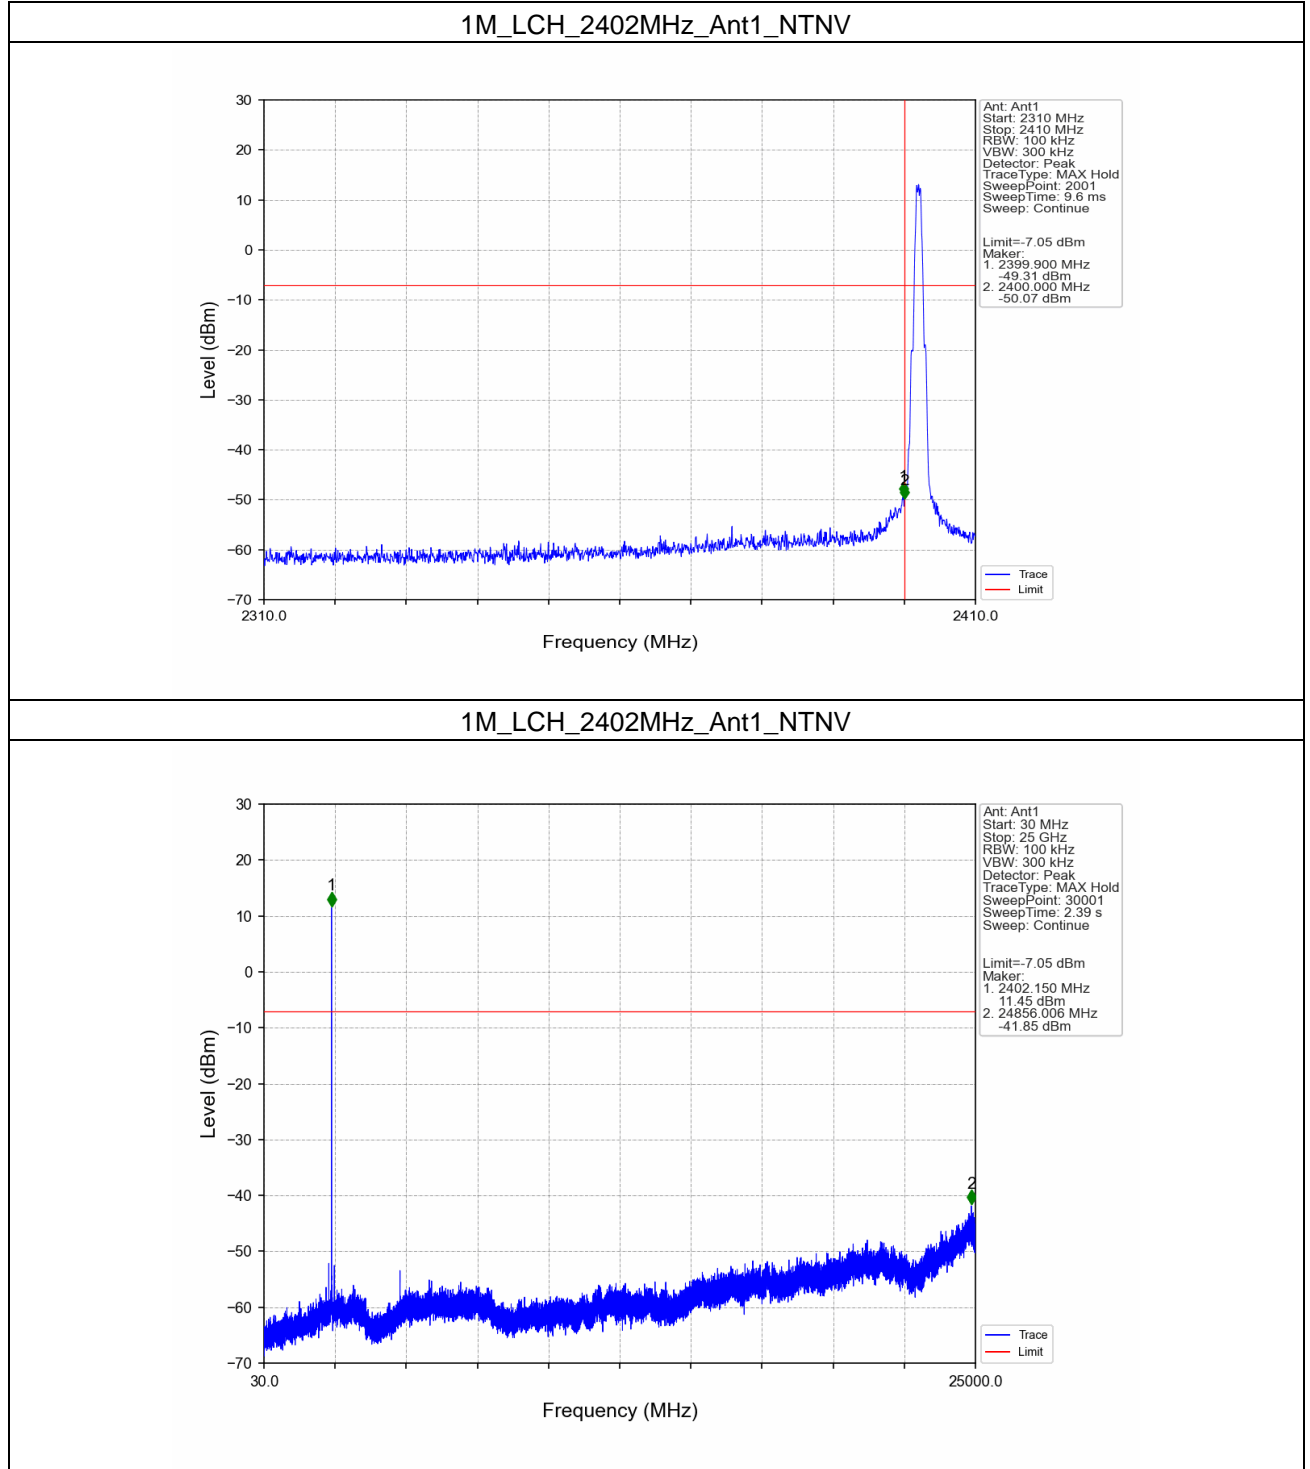 1M_LCH_2402MHz_Ant1_NTNV
30
20
10
0
−10
−20
−30
−40
−50
−60
−70
Level (dBm)
2310.0
2410.0
Frequency (MHz)
1
2
Ant: Ant1
Start: 2310 MHz
Stop: 2410 MHz
RBW: 100 kHz
VBW: 300 kHz
Detector: Peak
TraceType: MAX Hold
SweepPoint: 2001
SweepTime: 9.6 ms
Sweep: Continue
Limit=-7.05 dBm
Maker:
1. 2399.900 MHz
-49.31 dBm
2. 2400.000 MHz
-50.07 dBm
Trace
Limit
1M_LCH_2402MHz_Ant1_NTNV
30
20
10
0
−10
−20
−30
−40
−50
−60
−70
Level (dBm)
30.0
25000.0
Frequency (MHz)
1
2
Ant: Ant1
Start: 30 MHz
Stop: 25 GHz
RBW: 100 kHz
VBW: 300 kHz
Detector: Peak
TraceType: MAX Hold
SweepPoint: 30001
SweepTime: 2.39 s
Sweep: Continue
Limit=-7.05 dBm
Maker:
1. 2402.150 MHz
11.45 dBm
2. 24856.006 MHz
-41.85 dBm
Trace
Limit